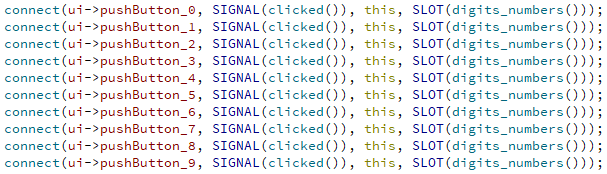 connect(ui->pushButton_0, SIGNAL(clicked()), this, SLOT(digits_numbers()));
connect(ui->pushButton_1, SIGNAL(clicked()), this, SLOT(digits_numbers()));
connect(ui->pushButton_2, SIGNAL(clicked()), this, SLOT(digits_numbers()));
connect(ui->pushButton_3, SIGNAL(clicked()), this, SLOT(digits_numbers()));
connect(ui->pushButton_4, SIGNAL(clicked()), this, SLOT(digits_numbers()));
connect(ui->pushButton_5, SIGNAL(clicked()), this, SLOT(digits_numbers()));
connect(ui->pushButton_6, SIGNAL(clicked()), this, SLOT(digits_numbers()));
connect(ui->pushButton_7, SIGNAL(clicked()), this, SLOT(digits_numbers()));
connect(ui->pushButton_8, SIGNAL(clicked()), this, SLOT(digits_numbers()));
connect(ui->pushButton_9, SIGNAL(clicked()), this, SLOT(digits_numbers()));